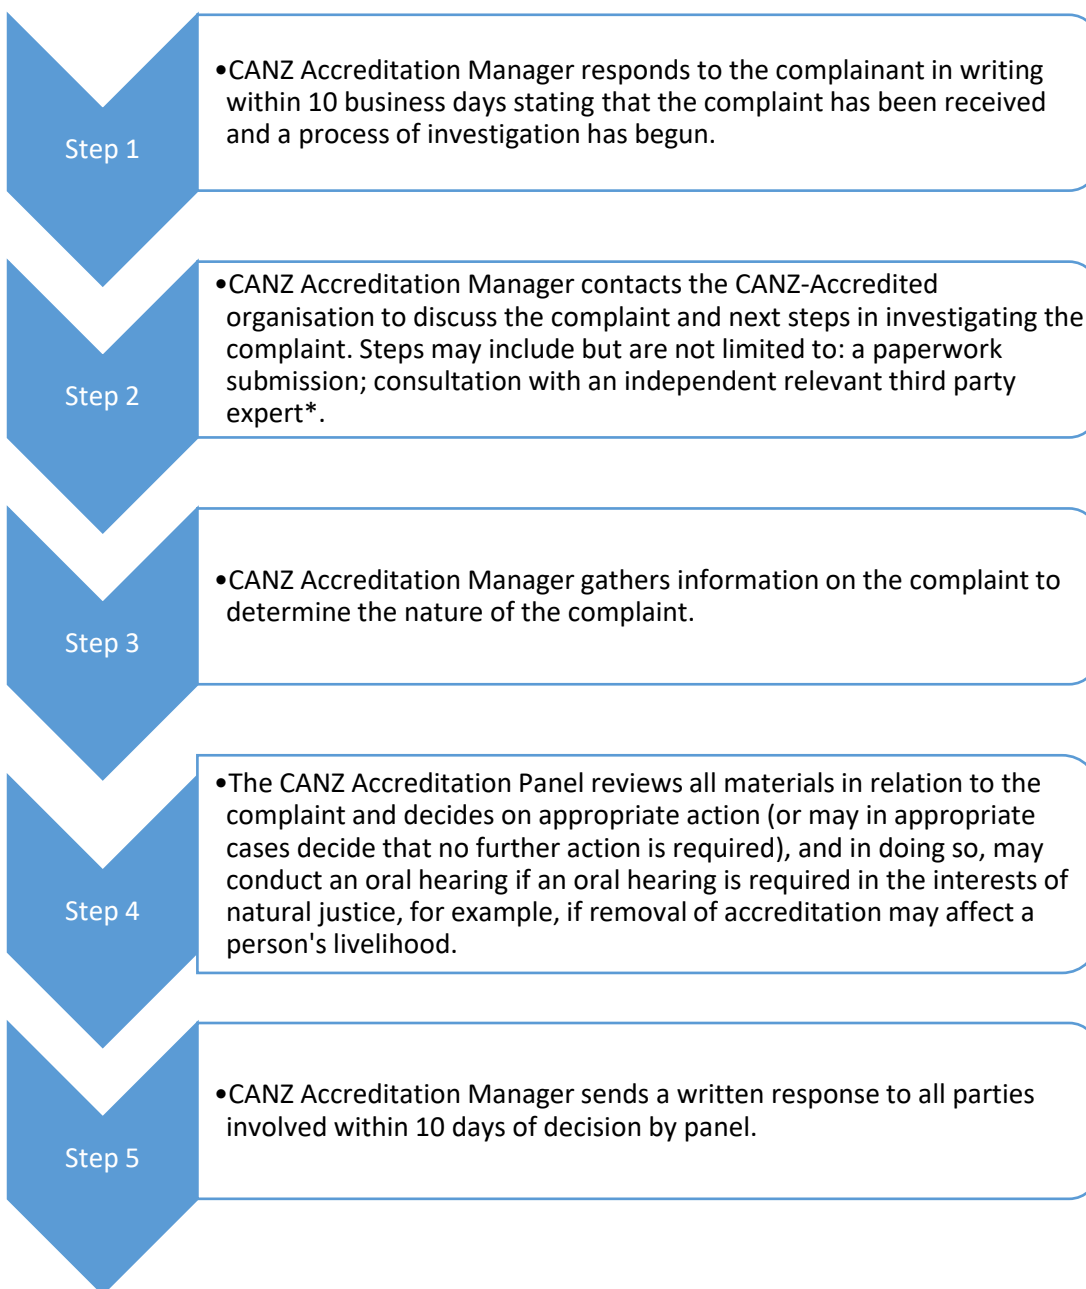 Step 1
•CANZ Accreditation Manager responds to the complainant in writing
within 10 business days stating that the complaint has been received
and a process of investigation has begun.
Step 2
•CANZ Accreditation Manager contacts the CANZ-Accredited
organisation to discuss the complaint and next steps in investigating the
complaint. Steps may include but are not limited to: a paperwork
submission; consultation with an independent relevant third party
expert*.
Step 3
•CANZ Accreditation Manager gathers information on the complaint to
determine the nature of the complaint.
Step 4
•The CANZ Accreditation Panel reviews all materials in relation to the
complaint and decides on appropriate action (or may in appropriate
cases decide that no further action is required), and in doing so, may
conduct an oral hearing if an oral hearing is required in the interests of
natural justice, for example, if removal of accreditation may affect a
person's livelihood.
Step 5
•CANZ Accreditation Manager sends a written response to all parties
involved within 10 days of decision by panel.